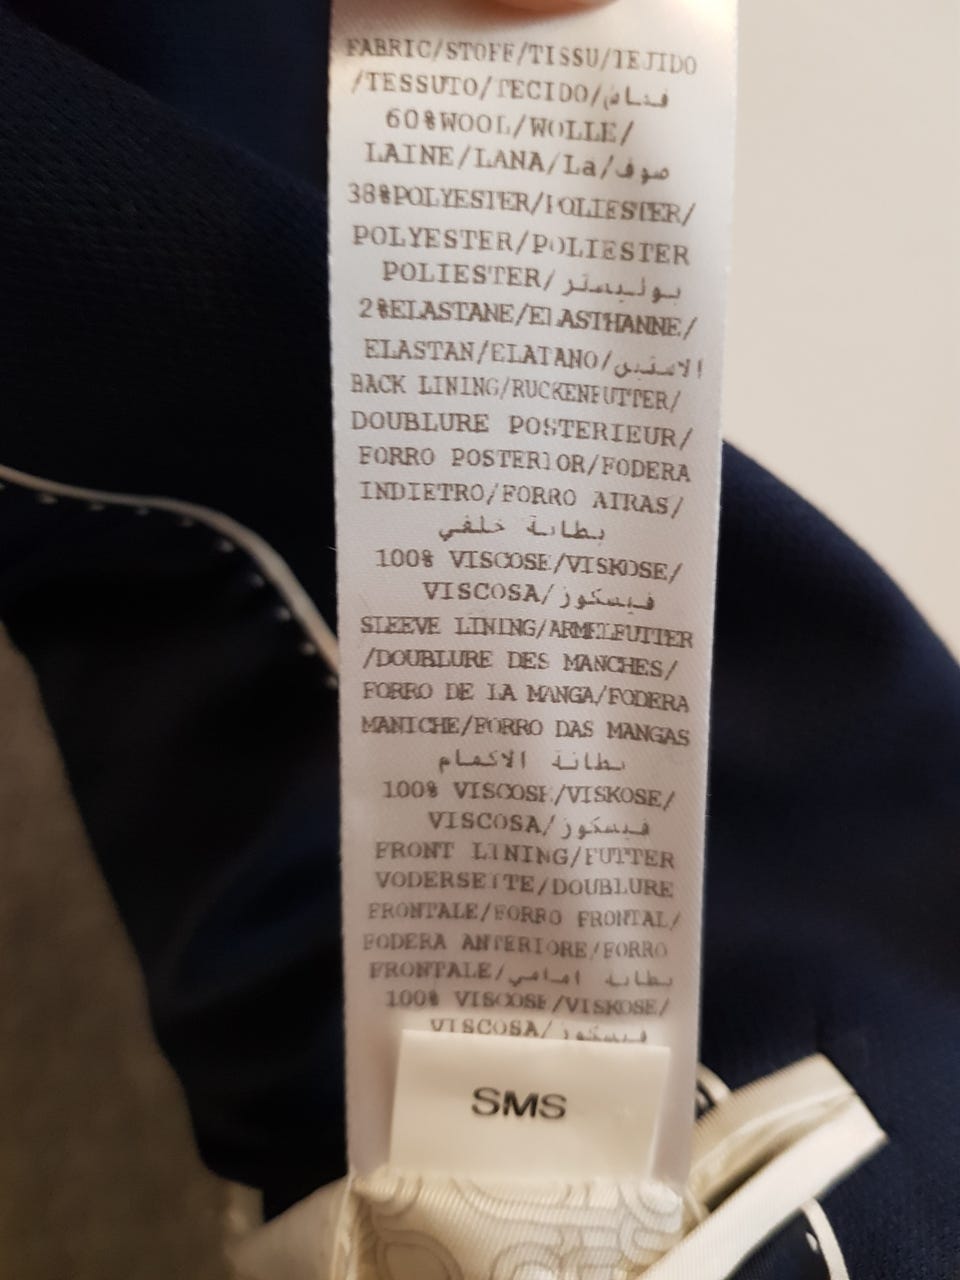 FABRIC/STOFF/TISSU/TEJIDO
/TESSUTO/TECIDO/قماش
60%WOOL/WOLLE/
LAINE/LANA/La/صوف
38%POLYESTER/POLIESTER/
POLYESTER/POLIESTER
POLIESTER/بوليستر
2%ELASTANE/ELASTHANNE/
ELASTAN/ELATANO/
BACK LINING/RUCKENFUTTER/
DOUBLURE POSTERIEUR/
FORRO POSTERIOR/FODERA
INDIETRO/FORRO ATRAS/
بطانة خلفي
100% VISCOSE/VISKOSE/
VISCOSA/فيسكوز
SLEEVE LINING/ARMELFUTTER
/DOUBLURE DES MANCHES/
FORRO DE LA MANGA/FODERA
MANICHE/FORRO DAS MANGAS
بطانة الاكمام
100% VISCOSE/VISKOSE/
VISCOSA/فيسكوز
FRONT LINING/FUTTER
VODERSEITE/DOUBLURE
FRONTALE/FORRO FRONTAL/
FODERA ANTERIORE/FORRO
FRONTALE/بطانة امامي
100% VISCOSE/VISKOSE/
VISCOSA/فيسكوز
SMS